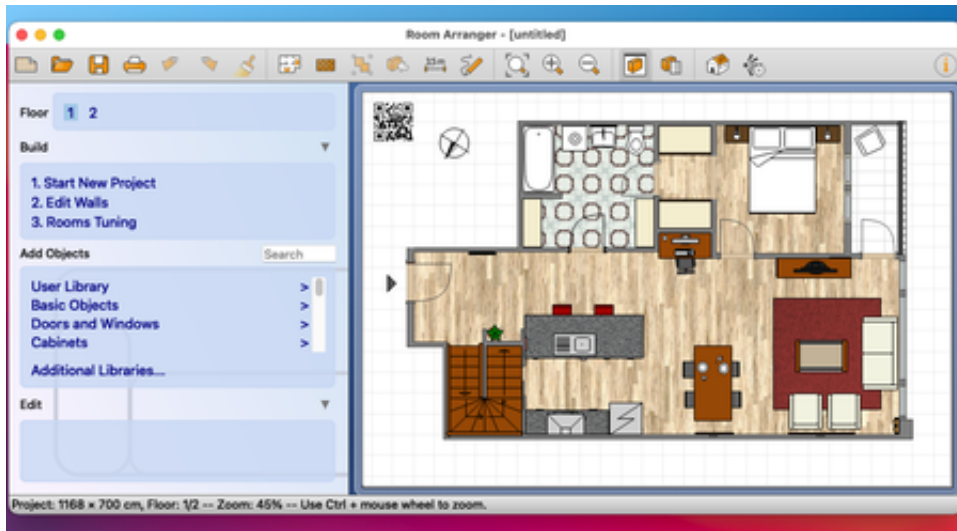 Room Arranger - [untitled]
Floor 1 2
Build
1. Start New Project
2. Edit Walls
3. Rooms Tuning
Add Objects Search
User Library >
Basic Objects >
Doors and Windows >
Cabinets >
Additional Libraries...
Edit
Project: 1168 × 700 cm, Floor: 1/2 -- Zoom: 45% -- Use Ctrl + mouse wheel to zoom.